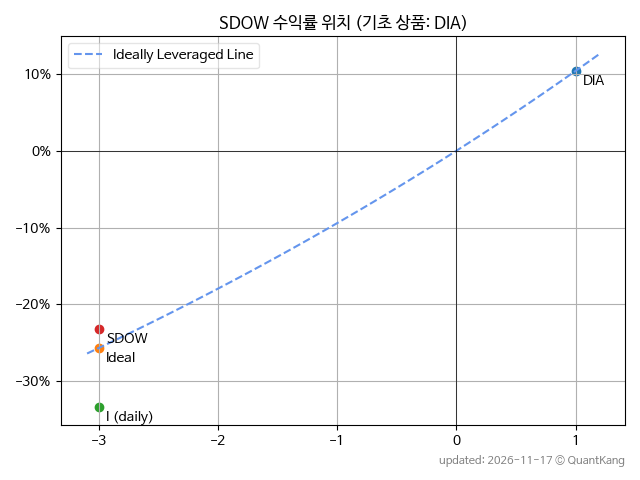 SDOW 수익률 위치 (기초 상품: DIA)
Ideally Leveraged Line
10%
0%
−10%
−20%
−30%
DIA
SDOW
Ideal
I (daily)
−3
−2
−1
0
1
updated: 2026-11-17 © QuantKang